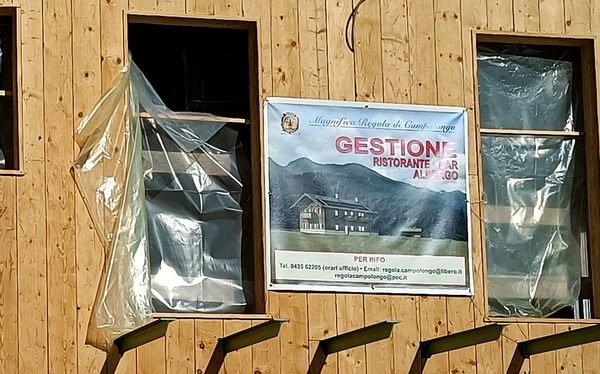 Magnifica Regola di Campolongo
GESTIONE
RISTORANTE - BAR
ALBERGO
PER INFO:
Tel. 0435 62205 (orari ufficio) • Email: regola.campolongo@libero.it
regolacampolongo@pec.it